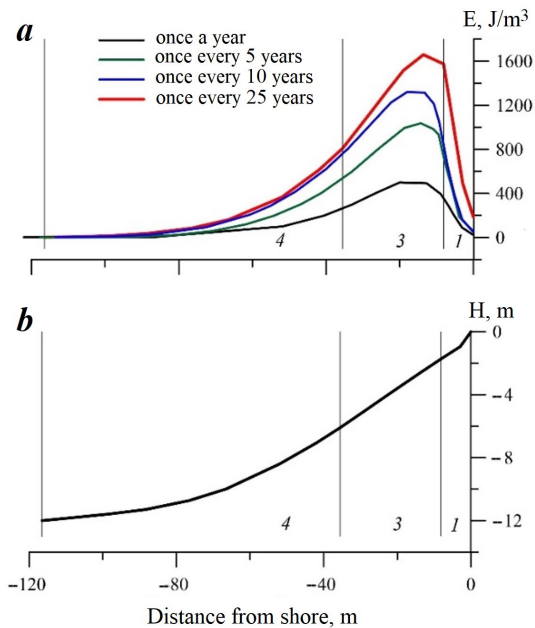 a
E, J/m³
once a year
once every 5 years
once every 10 years
once every 25 years
1600
1200
800
400
0
4
3
1
b
H, m
0
−4
−8
−12
4
3
1
−120
−80
−40
0
Distance from shore, m